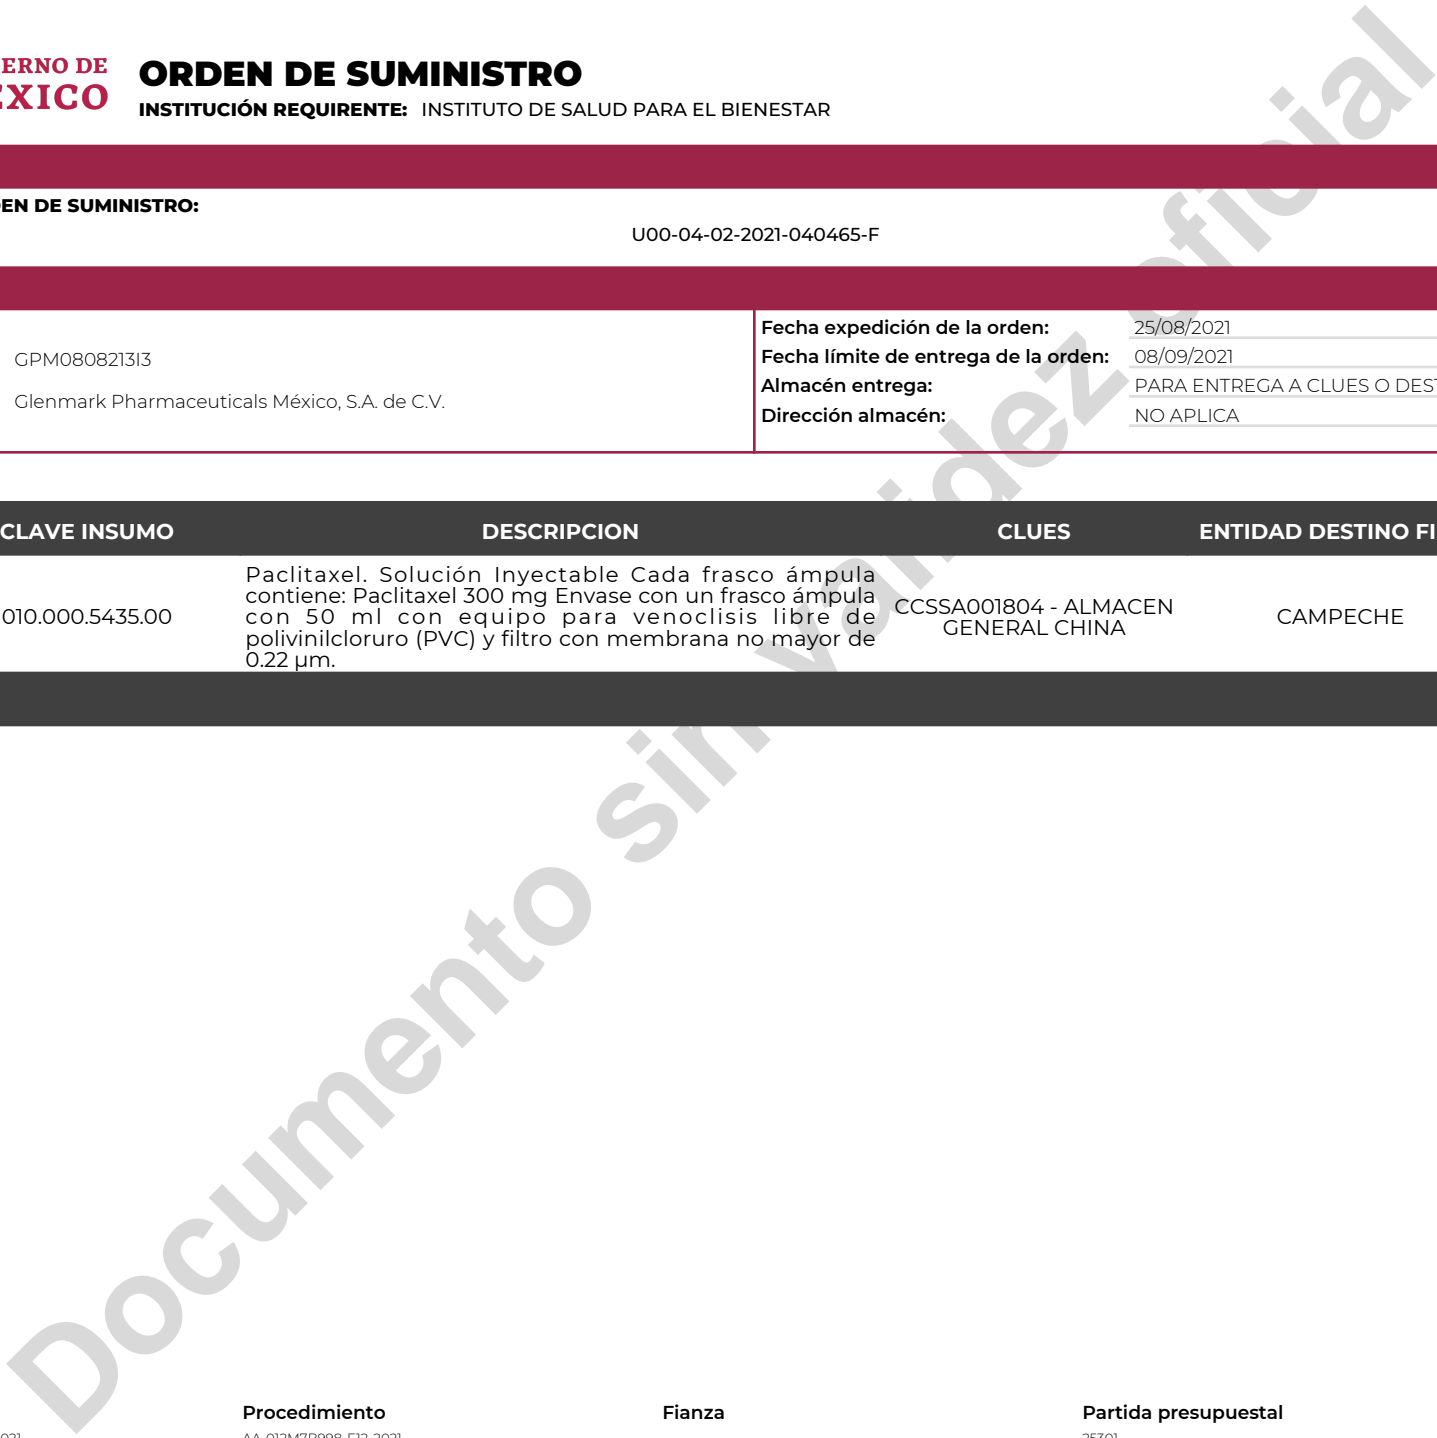 ERNO DE
ÉXICO
ORDEN DE SUMINISTRO
INSTITUCIÓN REQUIRENTE: INSTITUTO DE SALUD PARA EL BIENESTAR
EN DE SUMINISTRO:
U00-04-02-2021-040465-F
GPM0808213I3
Glenmark Pharmaceuticals México, S.A. de C.V.
Fecha expedición de la orden: 25/08/2021
Fecha límite de entrega de la orden: 08/09/2021
Almacén entrega: PARA ENTREGA A CLUES O DEST
Dirección almacén: NO APLICA
CLAVE INSUMO DESCRIPCION CLUES ENTIDAD DESTINO FI
010.000.5435.00
Paclitaxel. Solución Inyectable Cada frasco ámpula
contiene: Paclitaxel 300 mg Envase con un frasco ámpula
con 50 ml con equipo para venoclisis libre de
polivinilcloruro (PVC) y filtro con membrana no mayor de
0.22 µm.
CCSSA001804 - ALMACEN
GENERAL CHINA
CAMPECHE
Documento sin validez oficial
Procedimiento Fianza Partida presupuestal